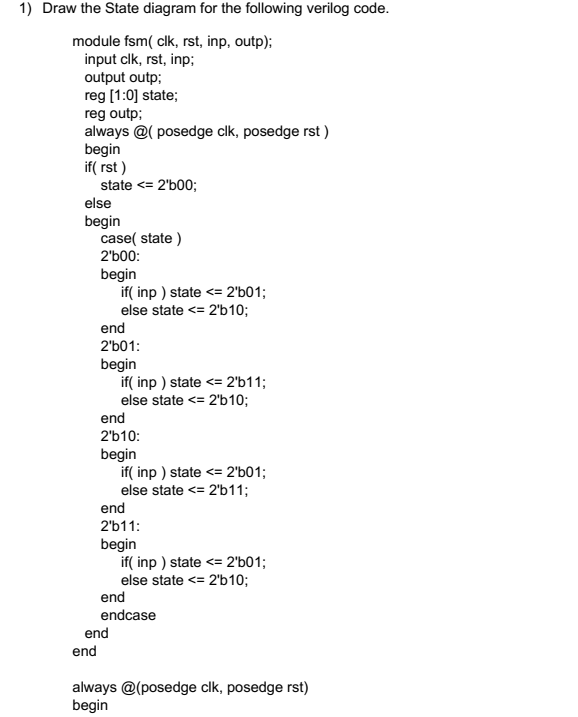 1) Draw the State diagram for the following verilog code.
module fsm( clk, rst, inp, outp);
input clk, rst, inp;
output outp;
reg [1:0] state;
reg outp;
always @( posedge clk, posedge rst )
begin
if( rst )
state <= 2'b00;
else
begin
case( state )
2'b00:
begin
if( inp ) state <= 2'b01;
else state <= 2'b10;
end
2'b01:
begin
if( inp ) state <= 2'b11;
else state <= 2'b10;
end
2'b10:
begin
if( inp ) state <= 2'b01;
else state <= 2'b11;
end
2'b11:
begin
if( inp ) state <= 2'b01;
else state <= 2'b10;
end
endcase
end
end
always @(posedge clk, posedge rst)
begin